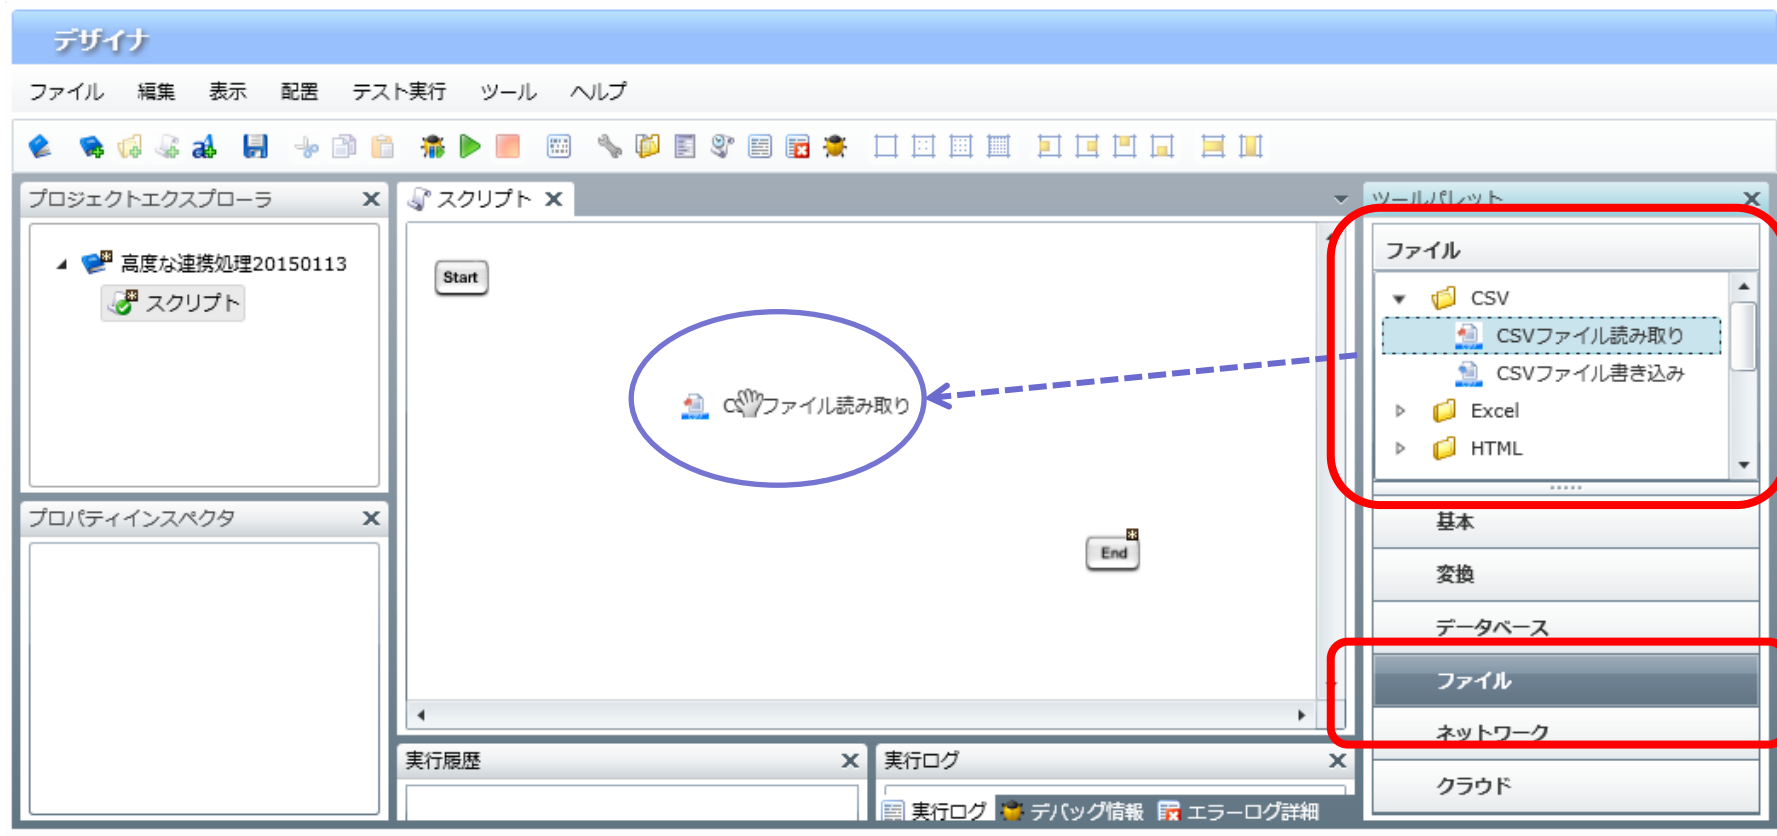 デザイナ
ファイル 編集 表示 配置 テスト実行 ツール ヘルプ
プロジェクトエクスプローラ
高度な連携処理20150113
スクリプト
プロパティインスペクタ
スクリプト
Start
CSVファイル読み取り
End
実行履歴
実行ログ
実行ログ デバッグ情報 エラーログ詳細
ツールパレット
ファイル
CSV
CSVファイル読み取り
CSVファイル書き込み
Excel
HTML
基本
変換
データベース
ファイル
ネットワーク
クラウド